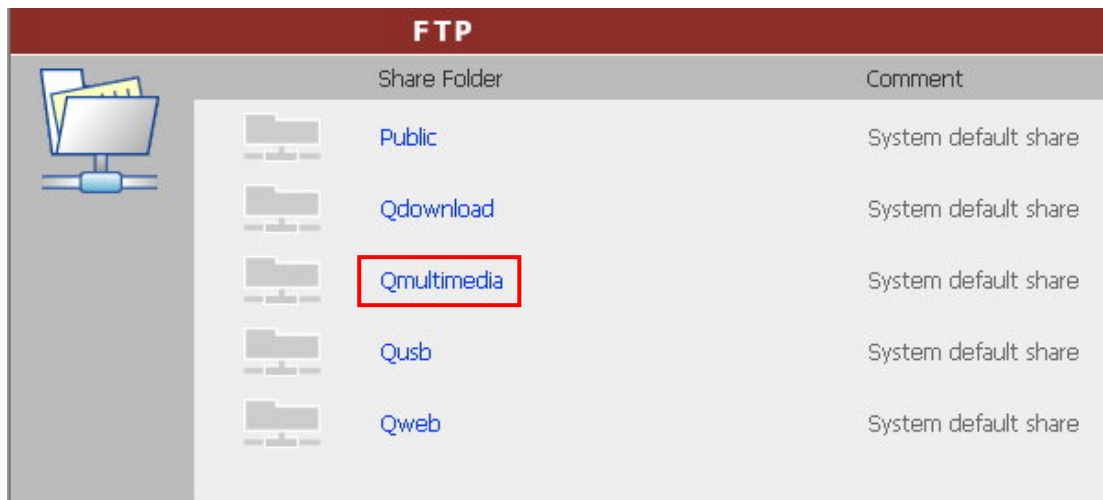 FTP
Share Folder Comment
Public System default share
Qdownload System default share
Qmultimedia System default share
Qusb System default share
Qweb System default share